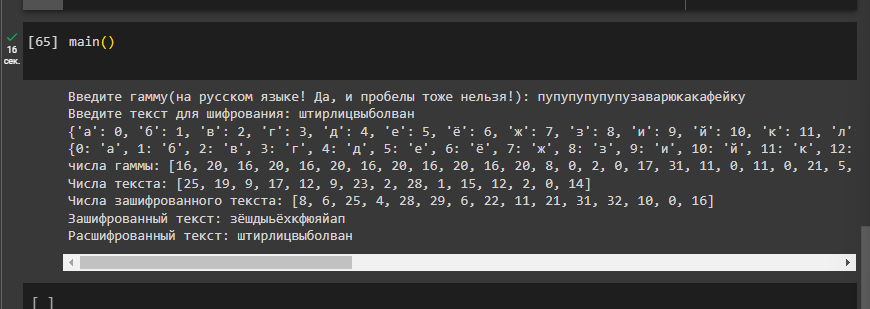 [65] main()
16
сек.
Введите гамму(на русском языке! Да, и пробелы тоже нельзя!): пупупупупупузаварюкакафейку
Введите текст для шифрования: штирлицвыболван
{'а': 0, 'б': 1, 'в': 2, 'г': 3, 'д': 4, 'е': 5, 'ё': 6, 'ж': 7, 'з': 8, 'и': 9, 'й': 10, 'к': 11, 'л'
{0: 'а', 1: 'б', 2: 'в', 3: 'г', 4: 'д', 5: 'е', 6: 'ё', 7: 'ж', 8: 'з', 9: 'и', 10: 'й', 11: 'к', 12:
числа гаммы: [16, 20, 16, 20, 16, 20, 16, 20, 16, 20, 16, 20, 8, 0, 2, 0, 17, 31, 11, 0, 11, 0, 21, 5,
Числа текста: [25, 19, 9, 17, 12, 9, 23, 2, 28, 1, 15, 12, 2, 0, 14]
Числа зашифрованного текста: [8, 6, 25, 4, 28, 29, 6, 22, 11, 21, 31, 32, 10, 0, 16]
Зашифрованный текст: зёшдыьёхкфюяйап
Расшифрованный текст: штирлицвыболван
[ ]